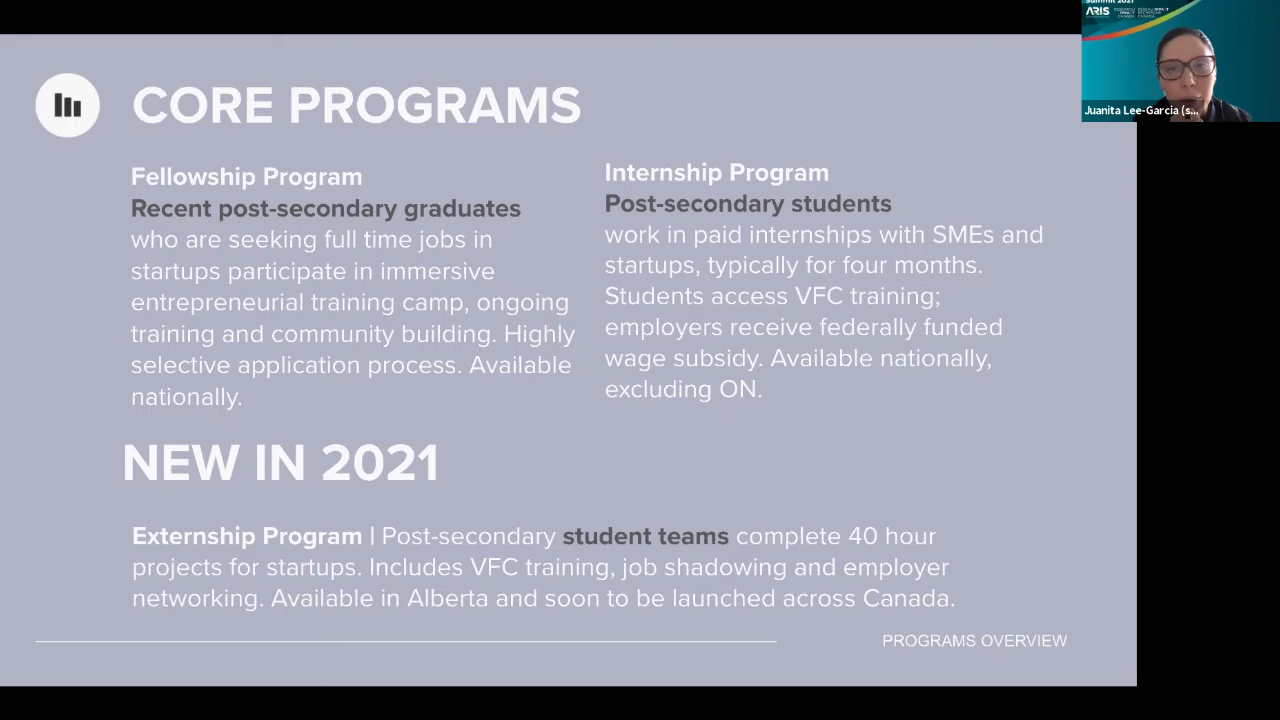 CORE PROGRAMS
Fellowship Program
Recent post-secondary graduates
who are seeking full time jobs in
startups participate in immersive
entrepreneurial training camp, ongoing
training and community building. Highly
selective application process. Available
nationally.
Internship Program
Post-secondary students
work in paid internships with SMEs and
startups, typically for four months.
Students access VFC training;
employers receive federally funded
wage subsidy. Available nationally,
excluding ON.
NEW IN 2021
Externship Program | Post-secondary student teams complete 40 hour
projects for startups. Includes VFC training, job shadowing and employer
networking. Available in Alberta and soon to be launched across Canada.
PROGRAMS OVERVIEW
Summit 2021
ARIS
Juanita Lee-Garcia (s...